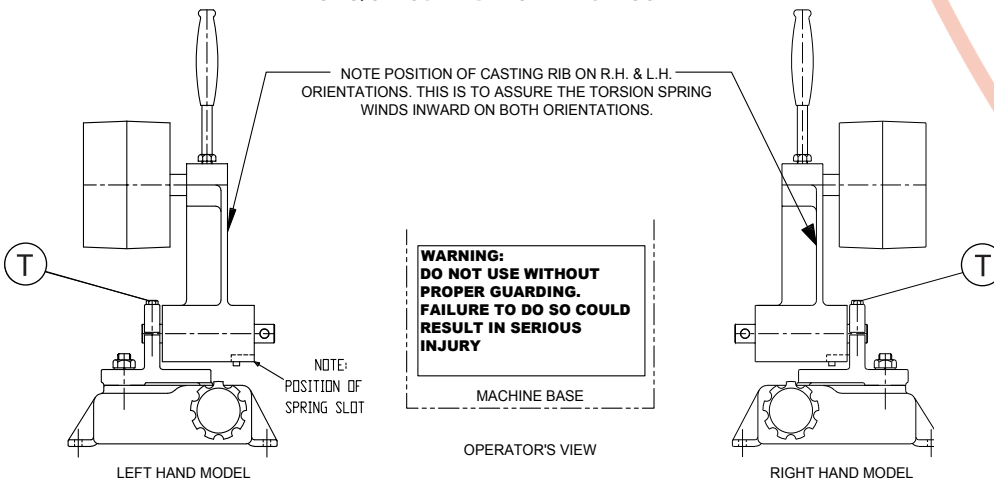 NOTE POSITION OF CASTING RIB ON R.H. & L.H.
ORIENTATIONS. THIS IS TO ASSURE THE TORSION SPRING
WINDS INWARD ON BOTH ORIENTATIONS.
T
T
WARNING:
DO NOT USE WITHOUT
PROPER GUARDING.
FAILURE TO DO SO COULD
RESULT IN SERIOUS
INJURY
NOTE:
POSITION OF
SPRING SLOT
MACHINE BASE
OPERATOR'S VIEW
LEFT HAND MODEL
RIGHT HAND MODEL